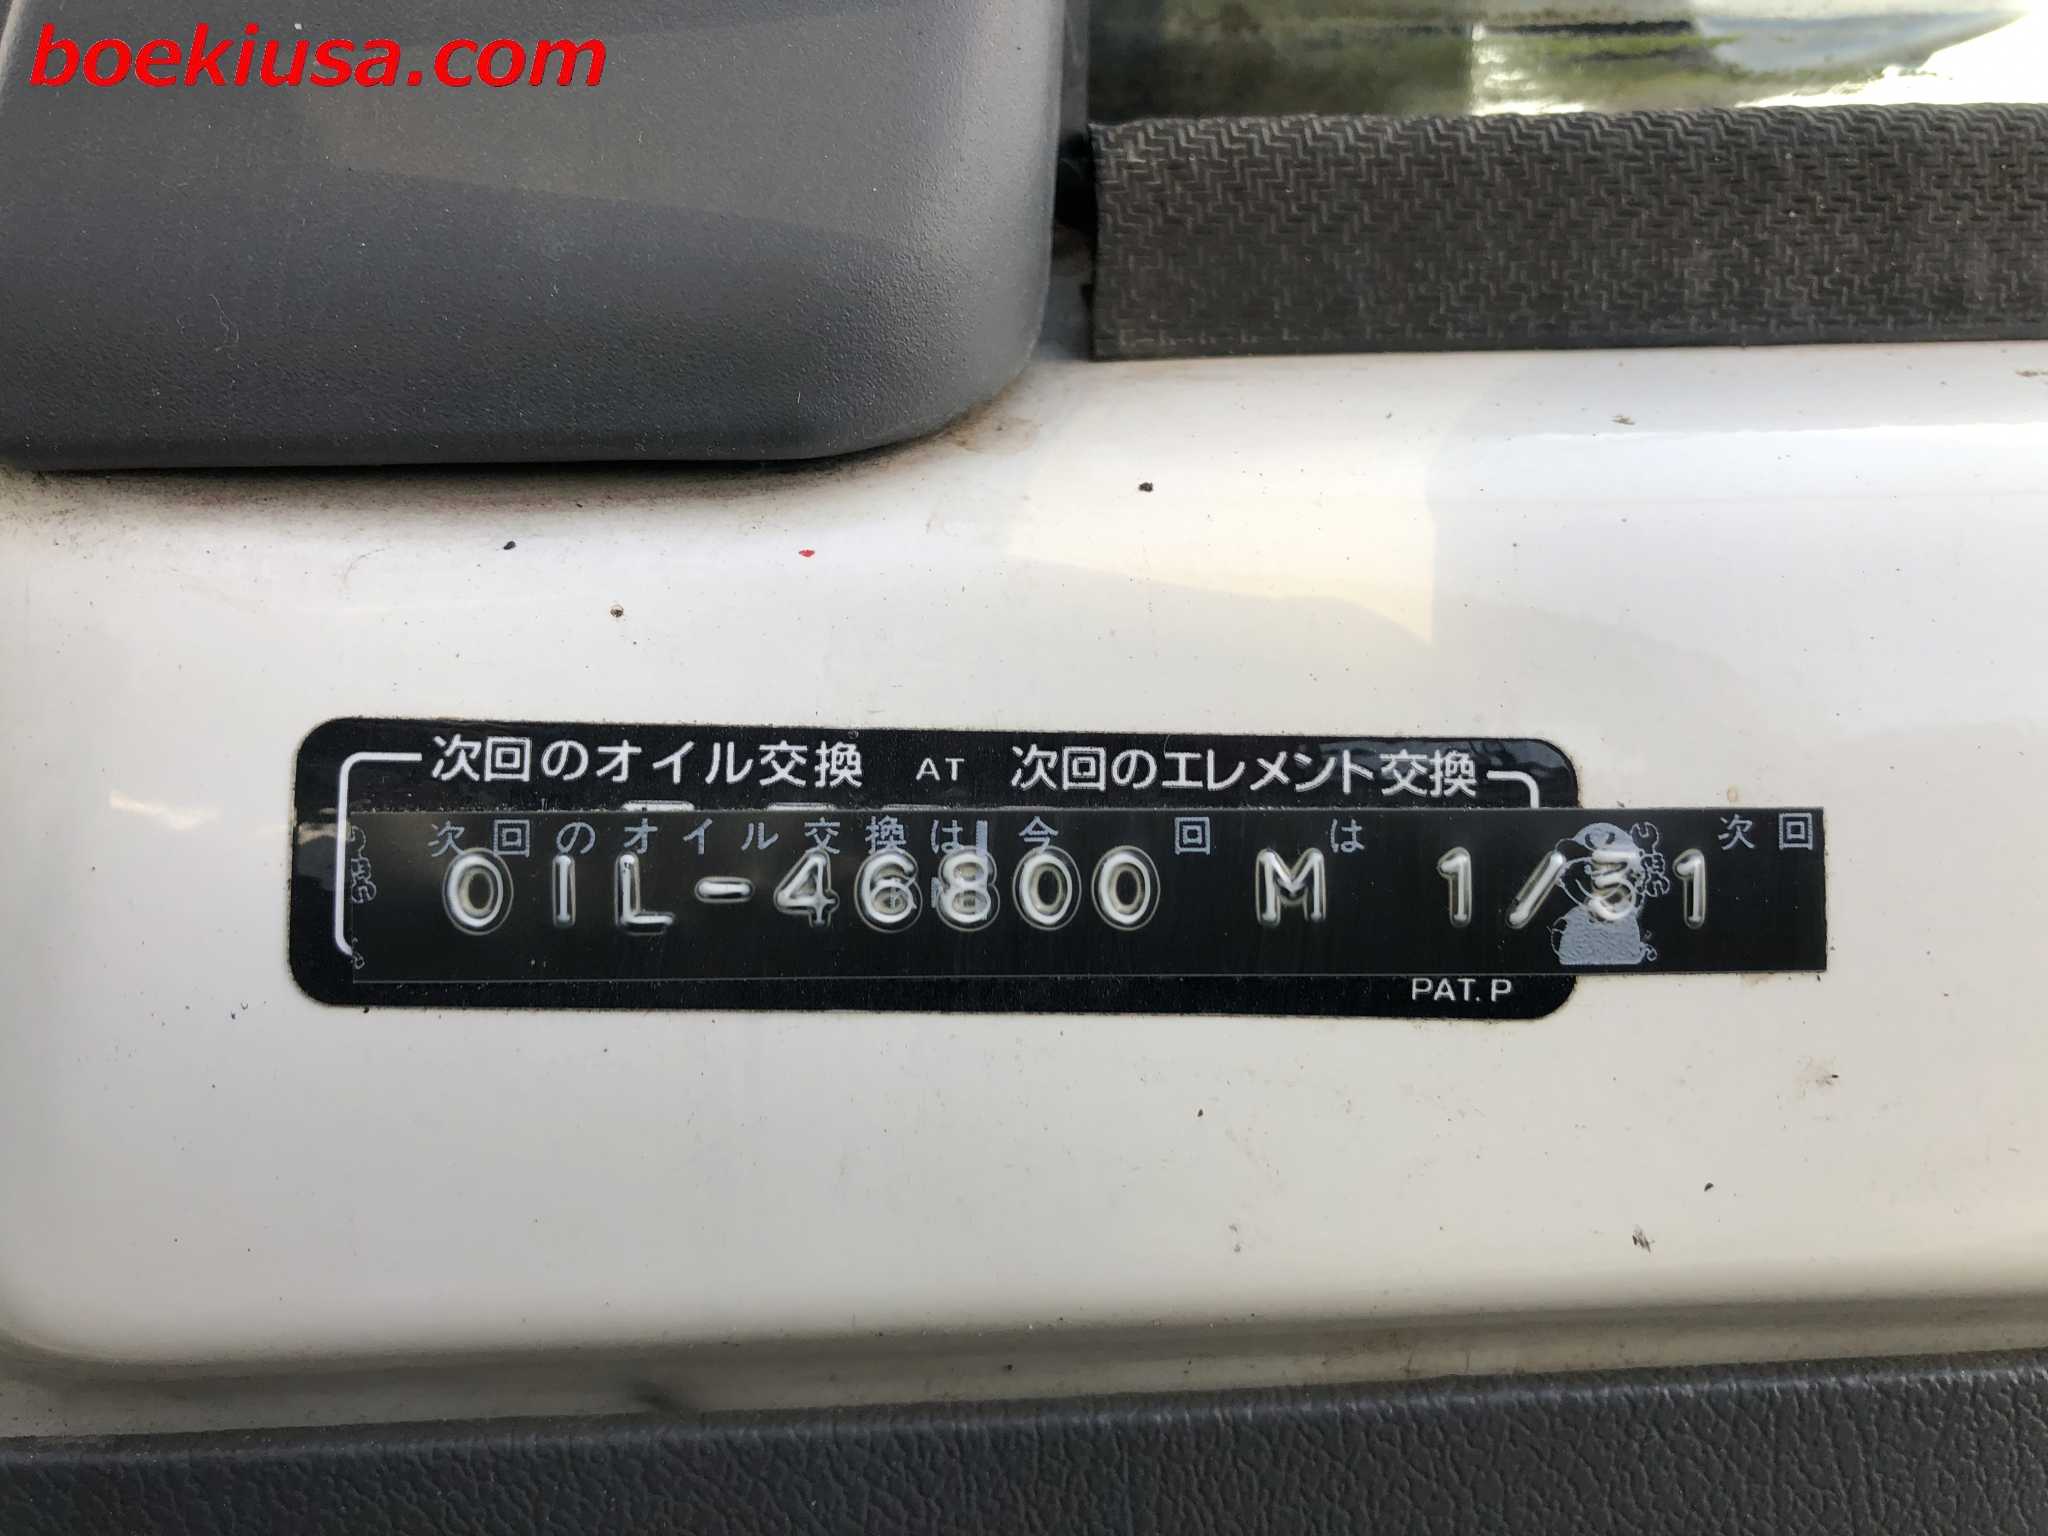 boekiusa.com
次回のオイル交換 AT 次回のエレメント交換
次回のオイル交換は 今回は 次回
OIL-46800 M 1/31
PAT. P